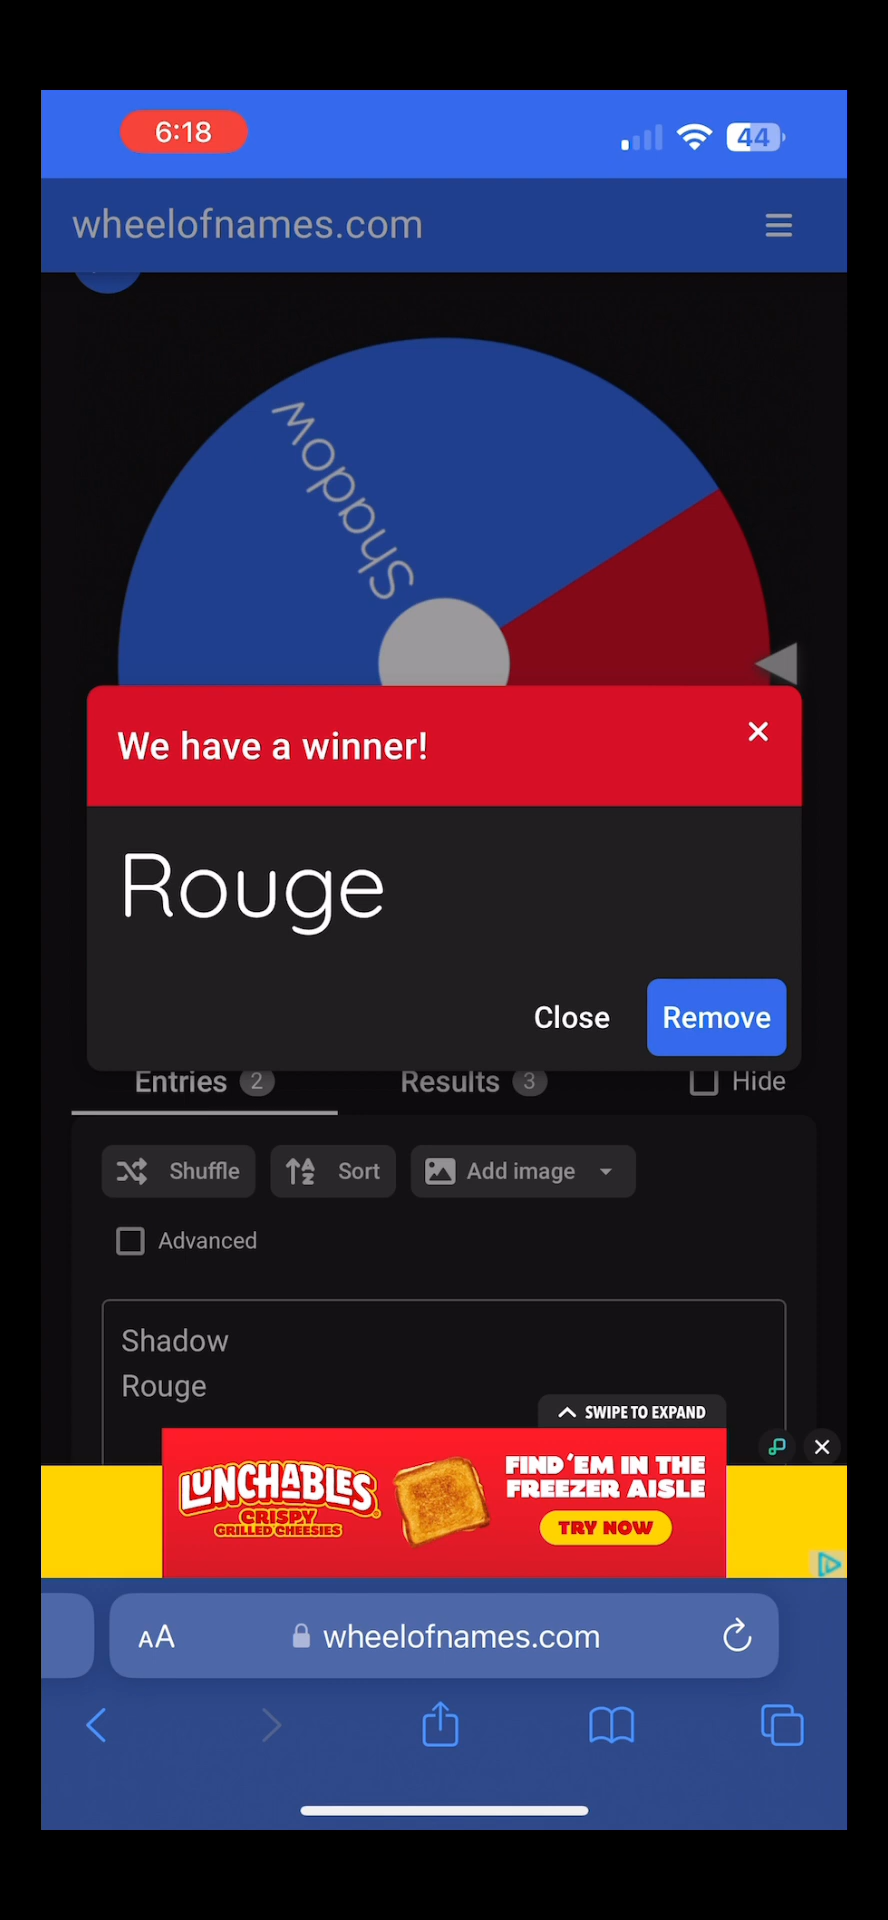 6:18
44
wheelofnames.com
Shadow
We have a winner!
Rouge
Close Remove
Entries 2 Results 3 Hide
Shuffle Sort Add image
Advanced
Shadow
Rouge
SWIPE TO EXPAND
LUNCHABLES
CRISPY
GRILLED CHEESIES
FIND 'EM IN THE
FREEZER AISLE
TRY NOW
AA wheelofnames.com